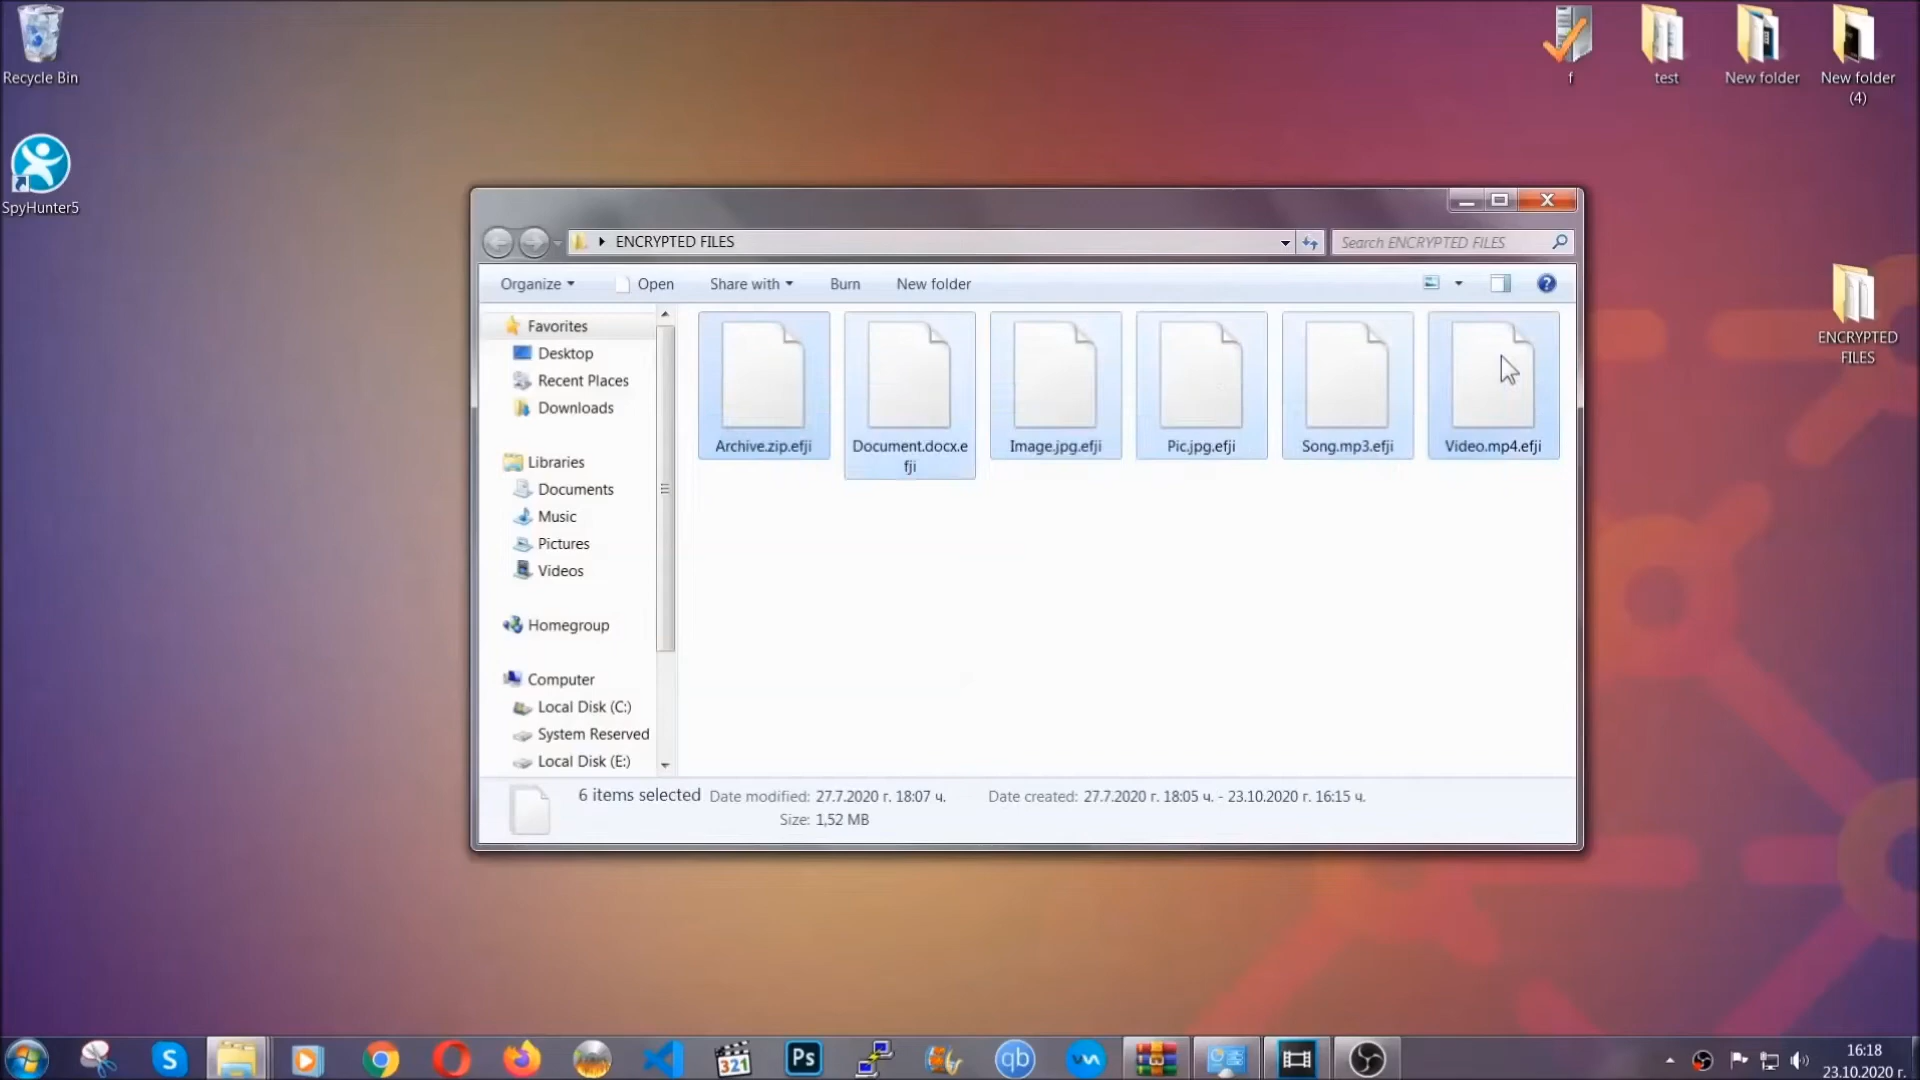 Recycle Bin
SpyHunter5
f
test
New folder
New folder
(4)
ENCRYPTED
FILES
ENCRYPTED FILES
Search ENCRYPTED FILES
Organize
Open
Share with
Burn
New folder
Favorites
Desktop
Recent Places
Downloads
Libraries
Documents
Music
Pictures
Videos
Homegroup
Computer
Local Disk (C:)
System Reserved
Local Disk (E:)
Archive.zip.efji
Document.docx.e
fji
Image.jpg.efji
Pic.jpg.efji
Song.mp3.efji
Video.mp4.efji
6 items selected
Date modified: 27.7.2020 г. 18:07 ч.
Date created: 27.7.2020 г. 18:05 ч. - 23.10.2020 г. 16:15 ч.
Size: 1,52 MB
S
321
Ps
qb
16:18
23.10.2020 г.